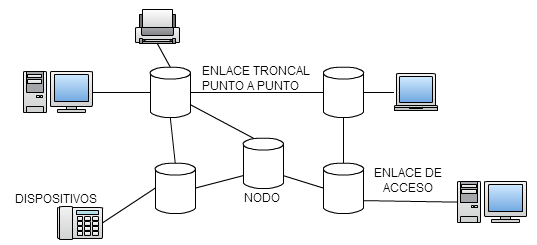 ENLACE TRONCAL
PUNTO A PUNTO
ENLACE DE
ACCESO
DISPOSITIVOS
NODO